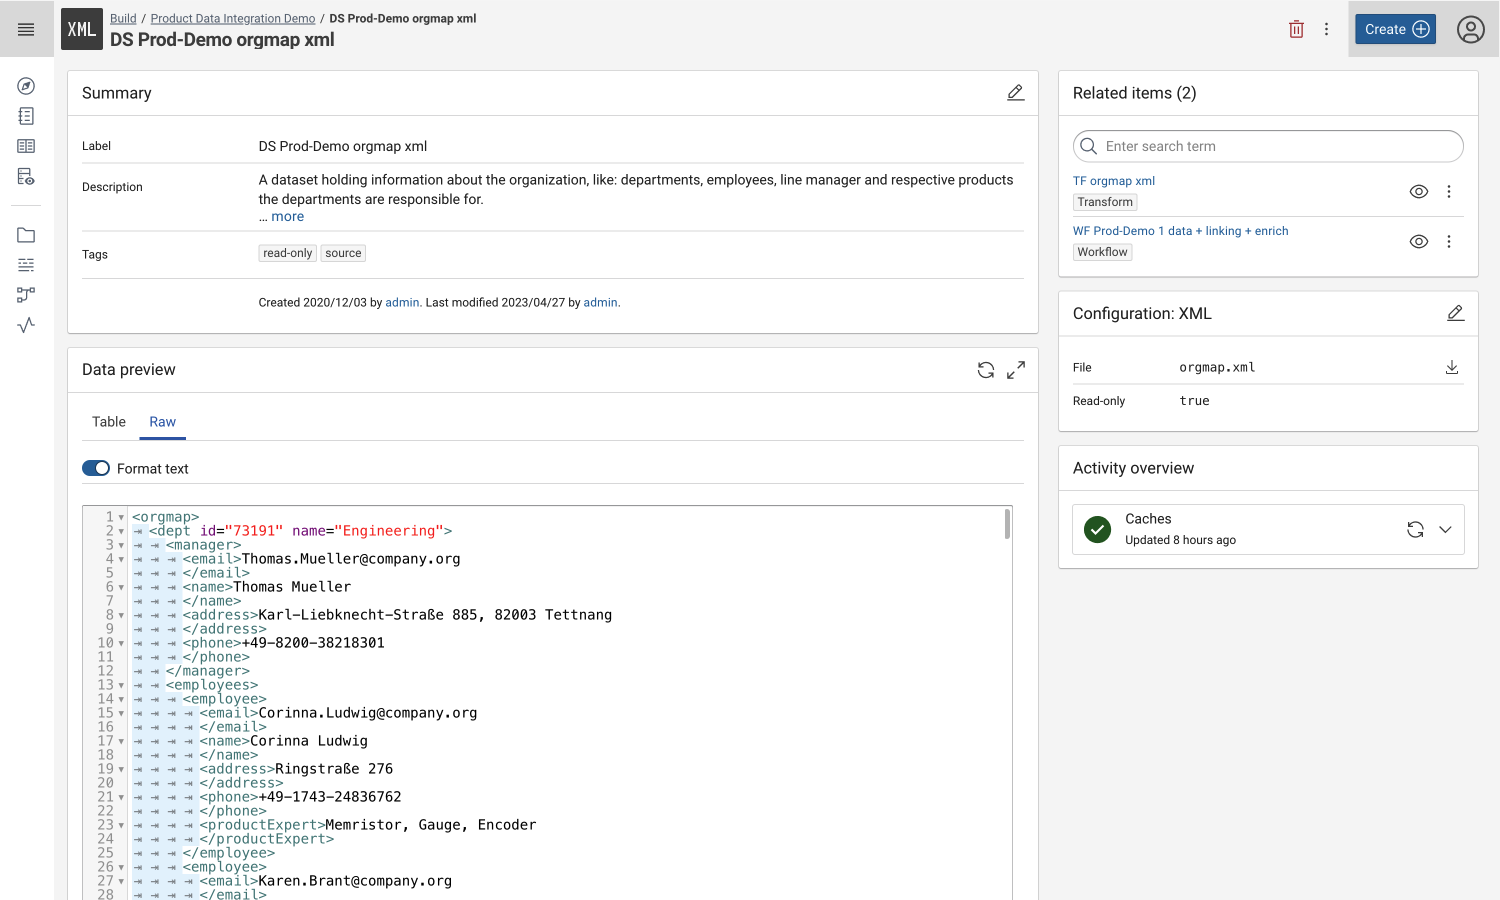 XML
Build / Product Data Integration Demo / DS Prod-Demo orgmap xml
DS Prod-Demo orgmap xml
Create
Summary
Label
DS Prod-Demo orgmap xml
Description
A dataset holding information about the organization, like: departments, employees, line manager and respective products
the departments are responsible for.
... more
Tags
read-only source
Created 2020/12/03 by admin. Last modified 2023/04/27 by admin.
Data preview
Table Raw
Format text
1 <orgmap>
2 <dept id="73191" name="Engineering">
3 <manager>
4 <email>Thomas.Mueller@company.org
5 </email>
6 <name>Thomas Mueller
7 </name>
8 <address>Karl-Liebknecht-Straße 885, 82003 Tettnang
9 </address>
10 <phone>+49-8200-38218301
11 </phone>
12 </manager>
13 <employees>
14 <employee>
15 <email>Corinna.Ludwig@company.org
16 </email>
17 <name>Corinna Ludwig
18 </name>
19 <address>Ringstraße 276
20 </address>
21 <phone>+49-1743-24836762
22 </phone>
23 <productExpert>Memristor, Gauge, Encoder
24 </productExpert>
25 </employee>
26 <employee>
27 <email>Karen.Brant@company.org
28 </email>
Related items (2)
Enter search term
TF orgmap xml
Transform
WF Prod-Demo 1 data + linking + enrich
Workflow
Configuration: XML
File orgmap.xml
Read-only true
Activity overview
Caches
Updated 8 hours ago